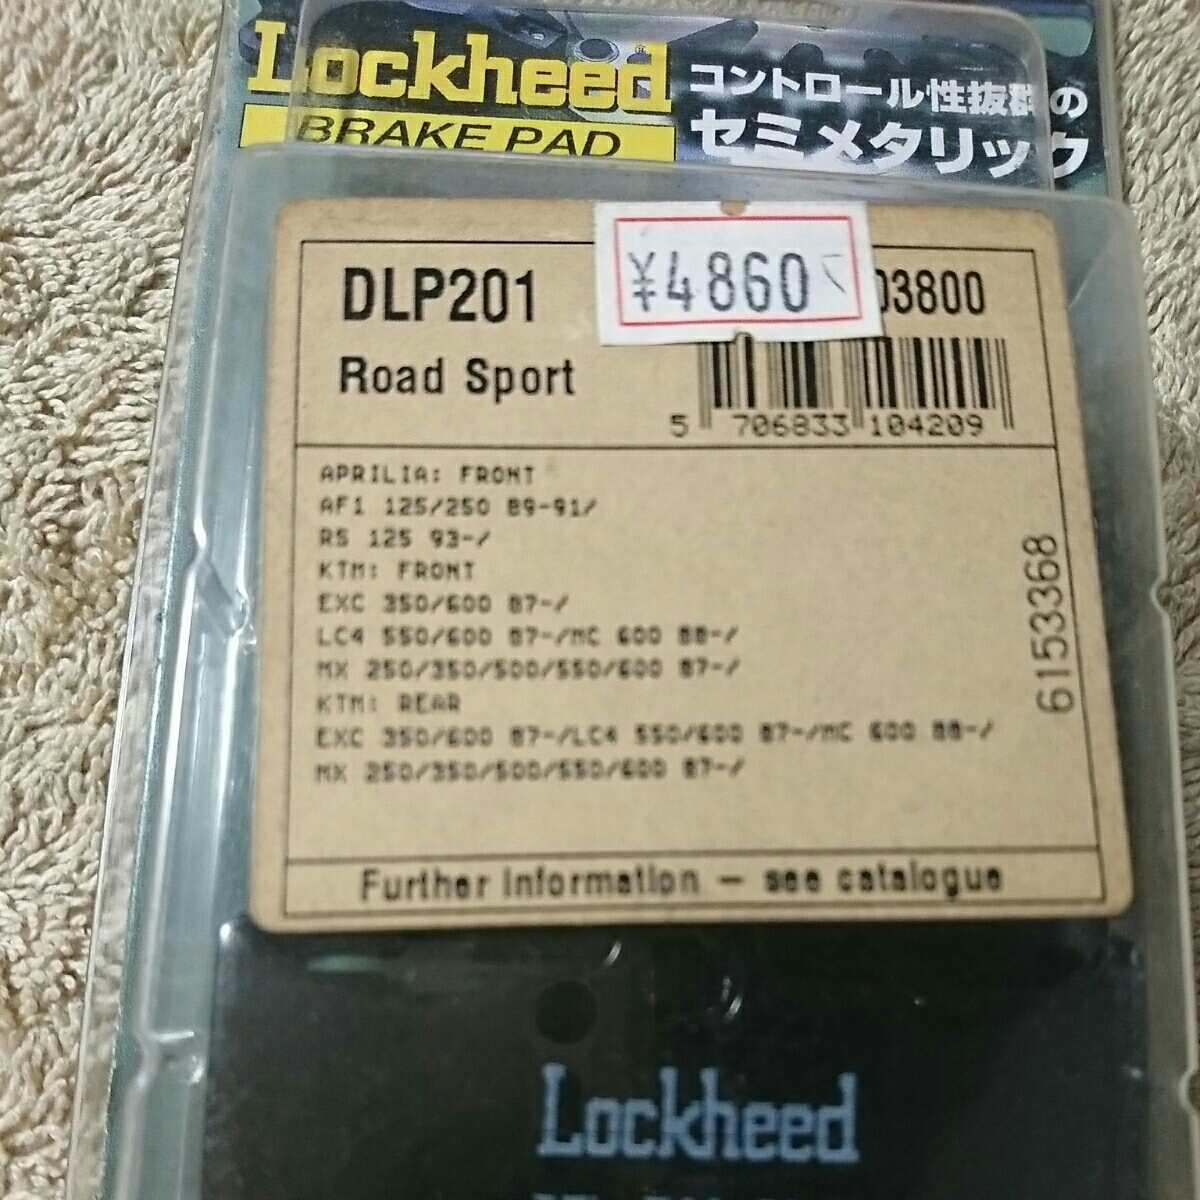 Lockheed®
BRAKE PAD
コントロール性抜群の
セミメタリック
DLP201
¥4860
03800
Road Sport
5 706833 104209
APRILIA: FRONT
AF1 125/250 89-91/
RS 125 93-/
KTM: FRONT
EXC 350/600 87-/
LC4 550/600 87-/MC 600 88-/
MX 250/350/500/550/600 87-/
KTM: REAR
EXC 350/600 87-/LC4 550/600 87-/MC 600 88-/
MX 250/350/500/550/600 87-/
6153368
Further Information – see catalogue
Lockheed